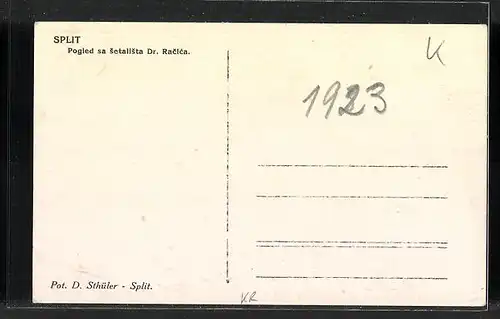 SPLIT
Pogled sa šetališta Dr. Račića.
K
1923
Pot. D. Sthüler - Split.
KR